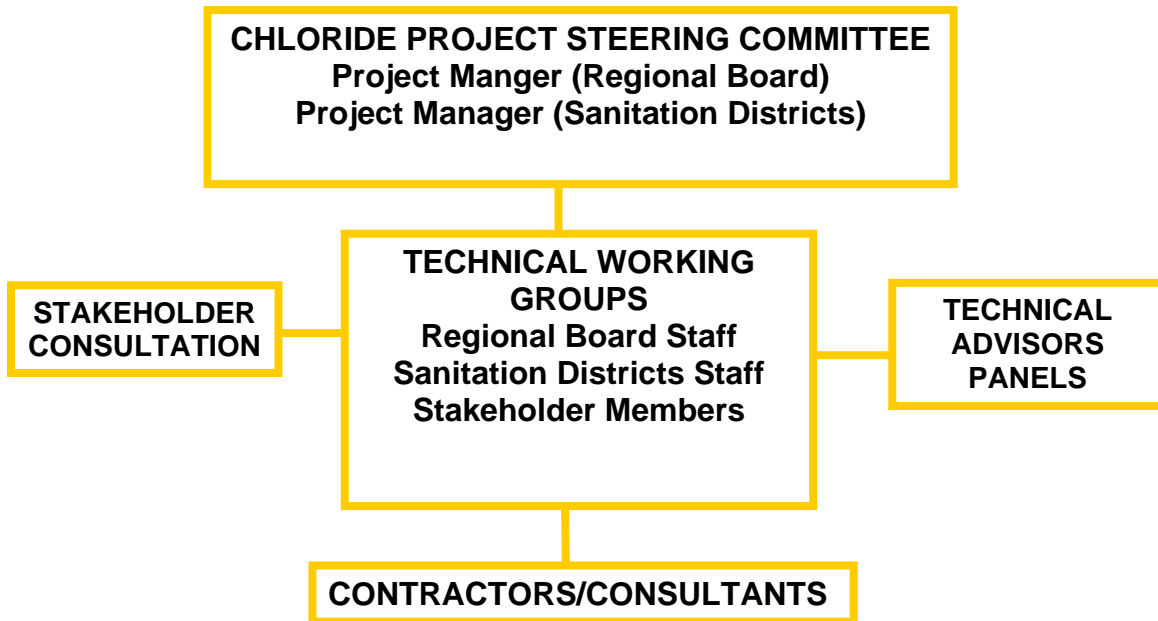 CHLORIDE PROJECT STEERING COMMITTEE
Project Manger (Regional Board)
Project Manager (Sanitation Districts)
TECHNICAL WORKING
GROUPS
Regional Board Staff
Sanitation Districts Staff
Stakeholder Members
STAKEHOLDER
CONSULTATION
TECHNICAL
ADVISORS
PANELS
CONTRACTORS/CONSULTANTS